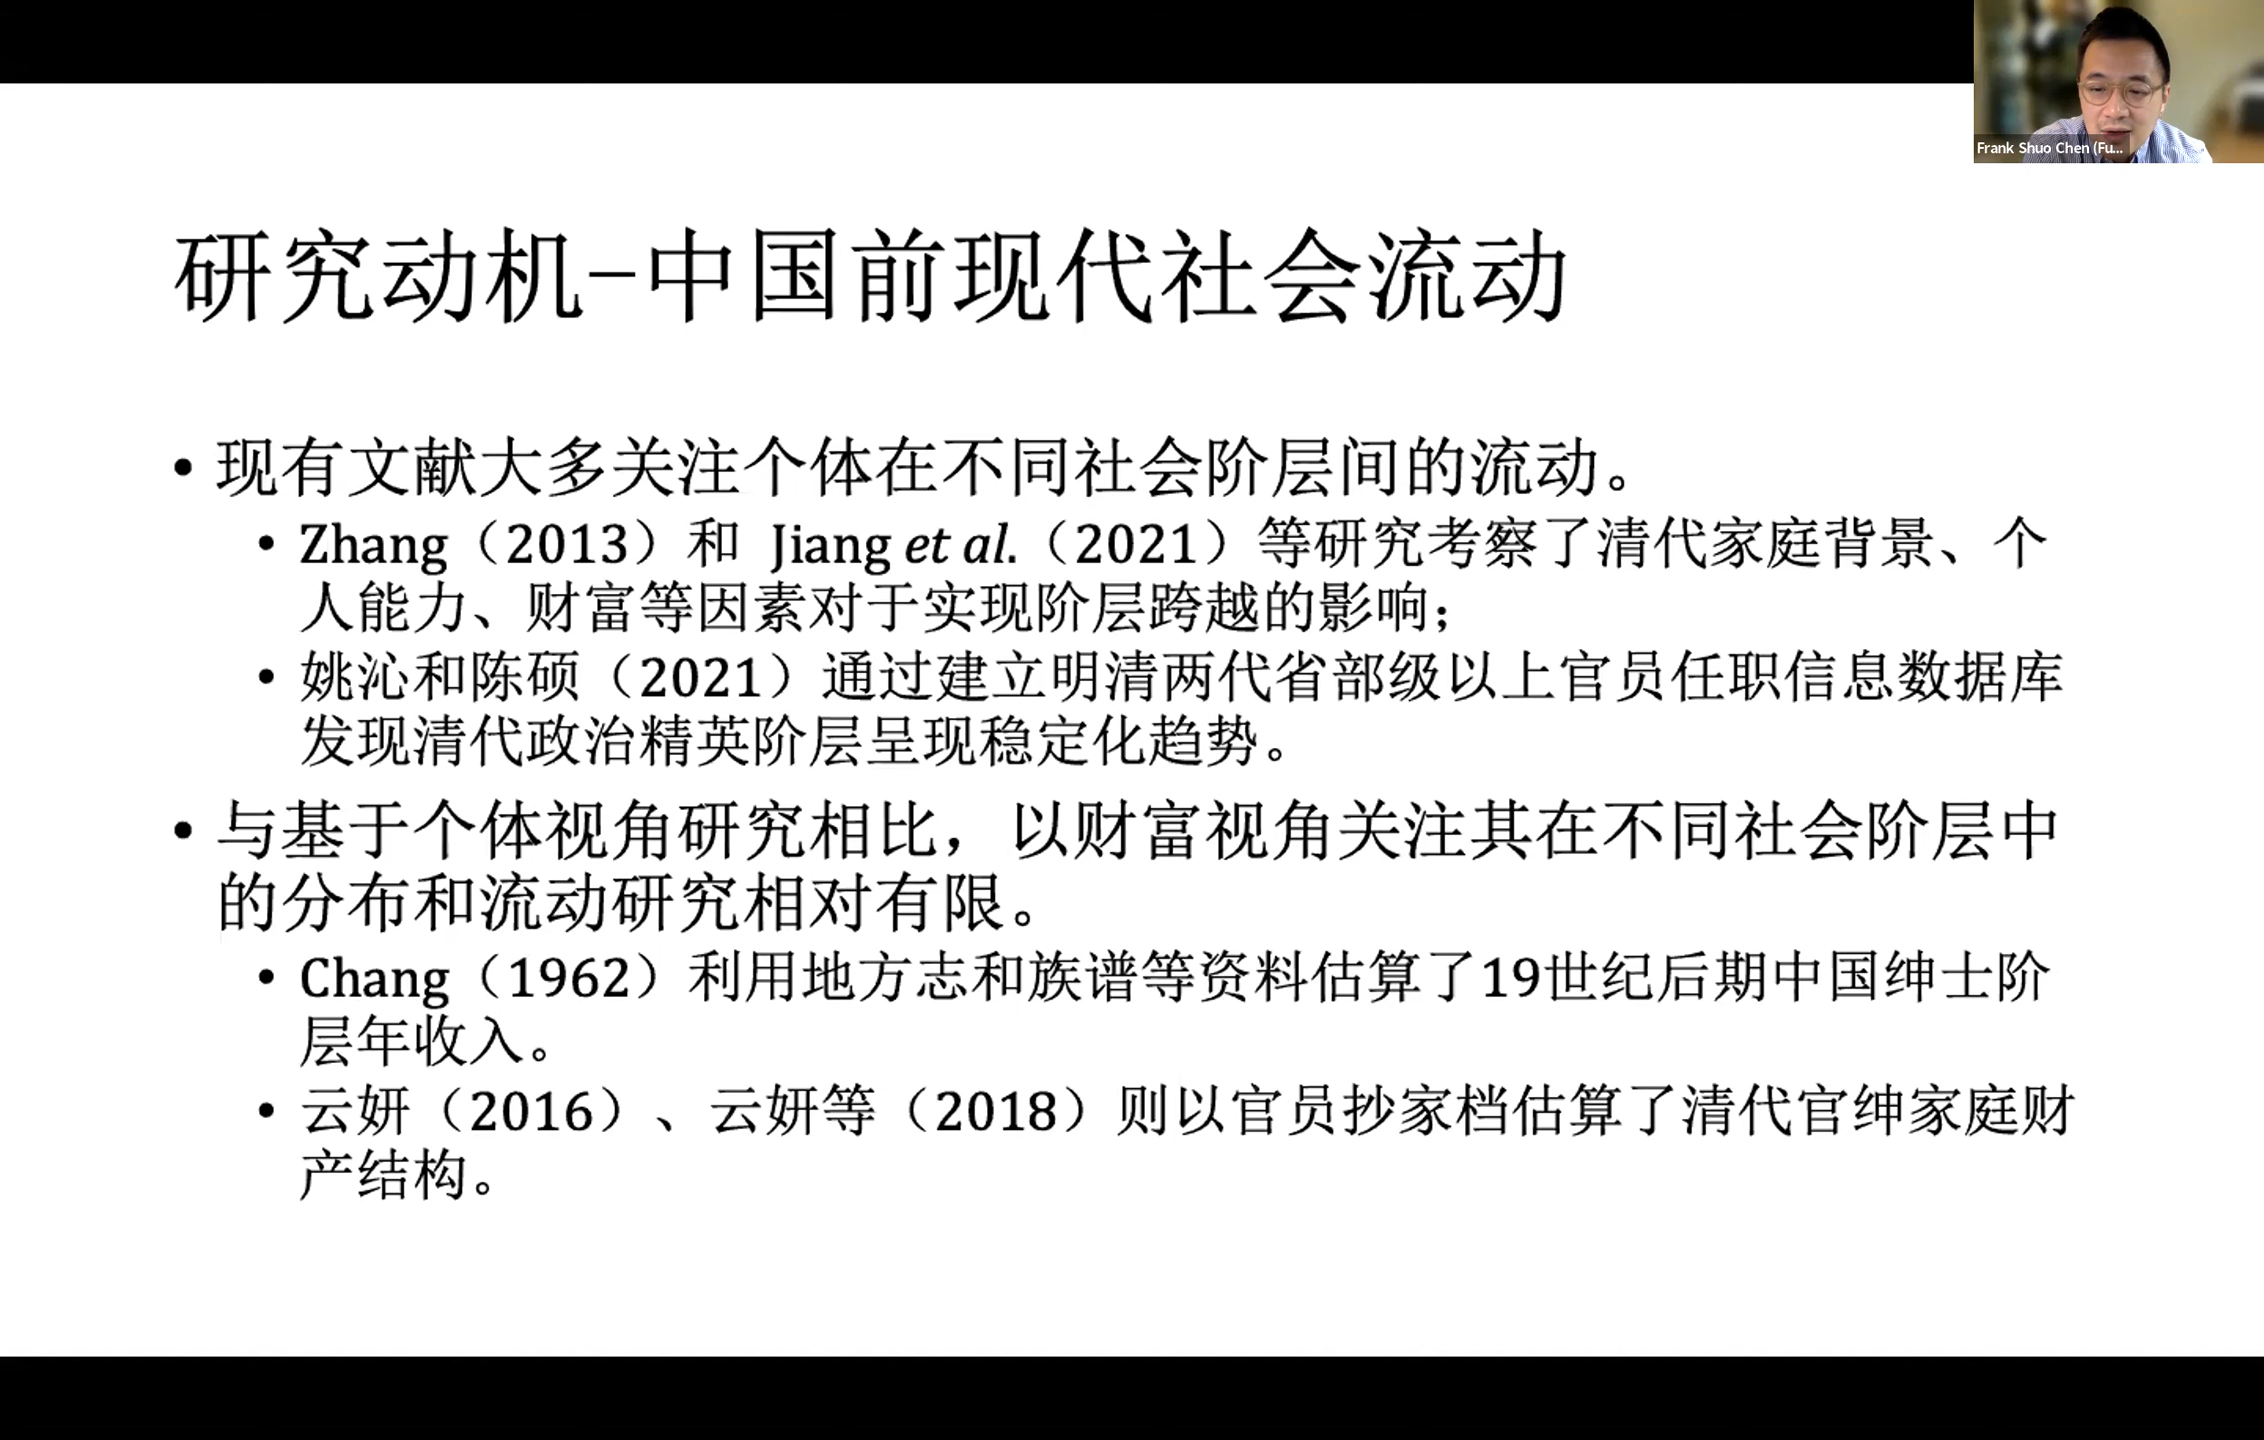 Frank Shuo Chen (Fu...
研究动机-中国前现代社会流动
• 现有文献大多关注个体在不同社会阶层间的流动。
• Zhang（2013）和 Jiang et al.（2021）等研究考察了清代家庭背景、个
人能力、财富等因素对于实现阶层跨越的影响；
• 姚沁和陈硕（2021）通过建立明清两代省部级以上官员任职信息数据库
发现清代政治精英阶层呈现稳定化趋势。
• 与基于个体视角研究相比，以财富视角关注其在不同社会阶层中
的分布和流动研究相对有限。
• Chang（1962）利用地方志和族谱等资料估算了19世纪后期中国绅士阶
层年收入。
• 云妍（2016）、云妍等（2018）则以官员抄家档估算了清代官绅家庭财
产结构。